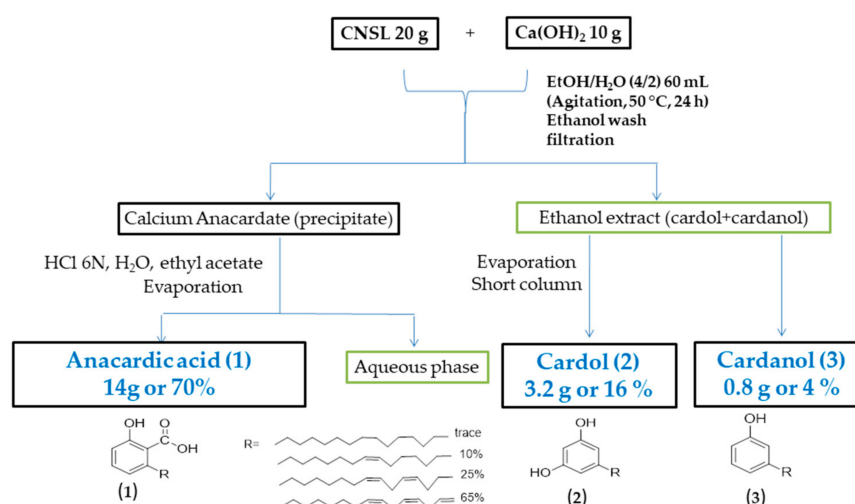 CNSL 20 g + Ca(OH)₂ 10 g
EtOH/H₂O (4/2) 60 mL
(Agitation, 50 °C, 24 h)
Ethanol wash
filtration
Calcium Anacardate (precipitate)
Ethanol extract (cardol+cardanol)
HCl 6N, H₂O, ethyl acetate
Evaporation
Evaporation
Short column
Anacardic acid (1)
14g or 70%
Aqueous phase
Cardol (2)
3.2 g or 16 %
Cardanol (3)
0.8 g or 4 %
OH
O
C
OH
R
(1)
R=
trace
10%
25%
65%
OH
HO
R
(2)
OH
R
(3)